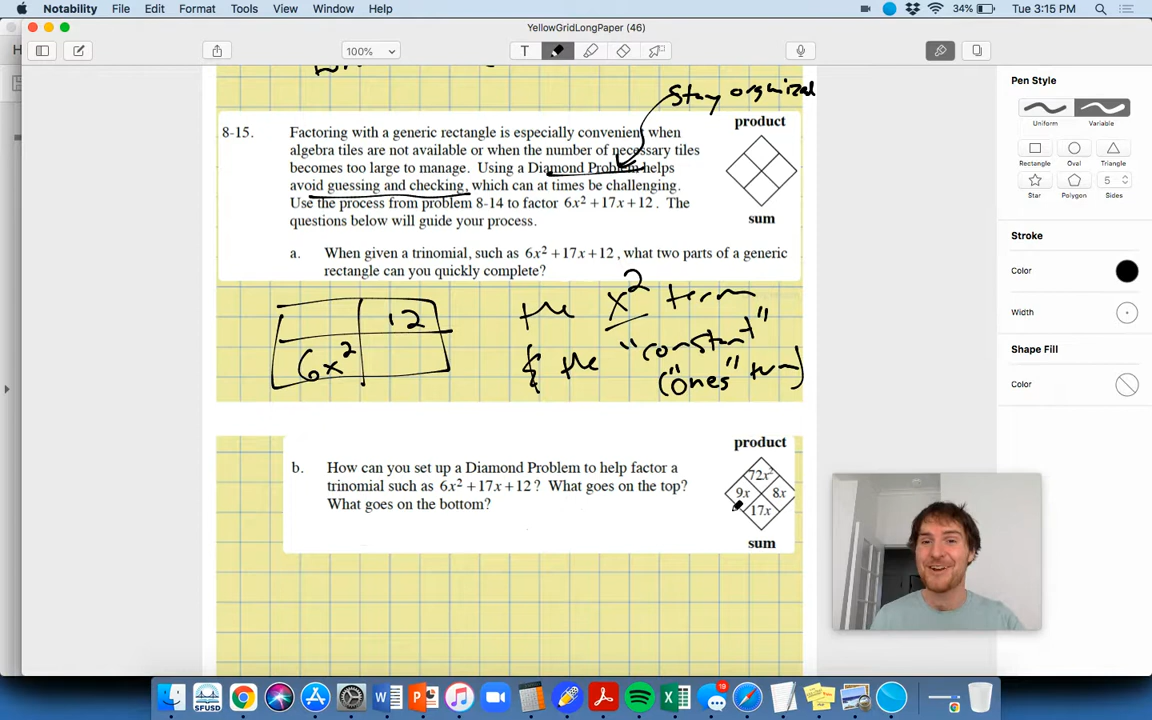 Notability File Edit Format Tools View Window Help
34% Tue 3:15 PM
YellowGridLongPaper (46)
100%
T
stay orgnizal
8-15. Factoring with a generic rectangle is especially convenient when
algebra tiles are not available or when the number of necessary tiles
becomes too large to manage. Using a Diamond Problem helps
avoid guessing and checking, which can at times be challenging.
Use the process from problem 8-14 to factor 6x² + 17x + 12 . The
questions below will guide your process.
product
sum
a. When given a trinomial, such as 6x² + 17x + 12 , what two parts of a generic
rectangle can you quickly complete?
12
6x²
the x² term
& the "constant"
("ones" term)
b. How can you set up a Diamond Problem to help factor a
trinomial such as 6x² + 17x + 12 ? What goes on the top?
What goes on the bottom?
product
72x²
9x 8x
17x
sum
Pen Style
Uniform Variable
Rectangle Oval Triangle
5
Star Polygon Sides
Stroke
Color
Width
Shape Fill
Color
SFUSD
19